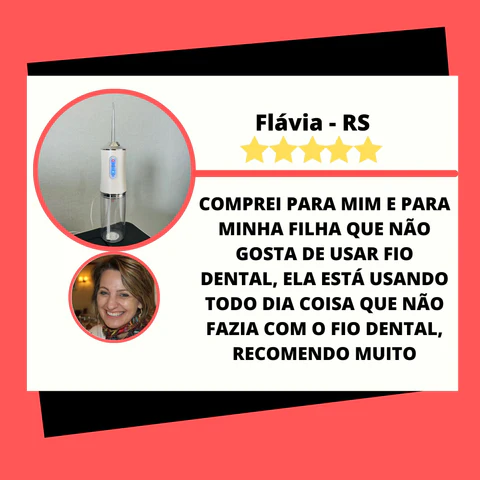 Flávia - RS
COMPREI PARA MIM E PARA
MINHA FILHA QUE NÃO
GOSTA DE USAR FIO
DENTAL, ELA ESTÁ USANDO
TODO DIA COISA QUE NÃO
FAZIA COM O FIO DENTAL,
RECOMENDO MUITO